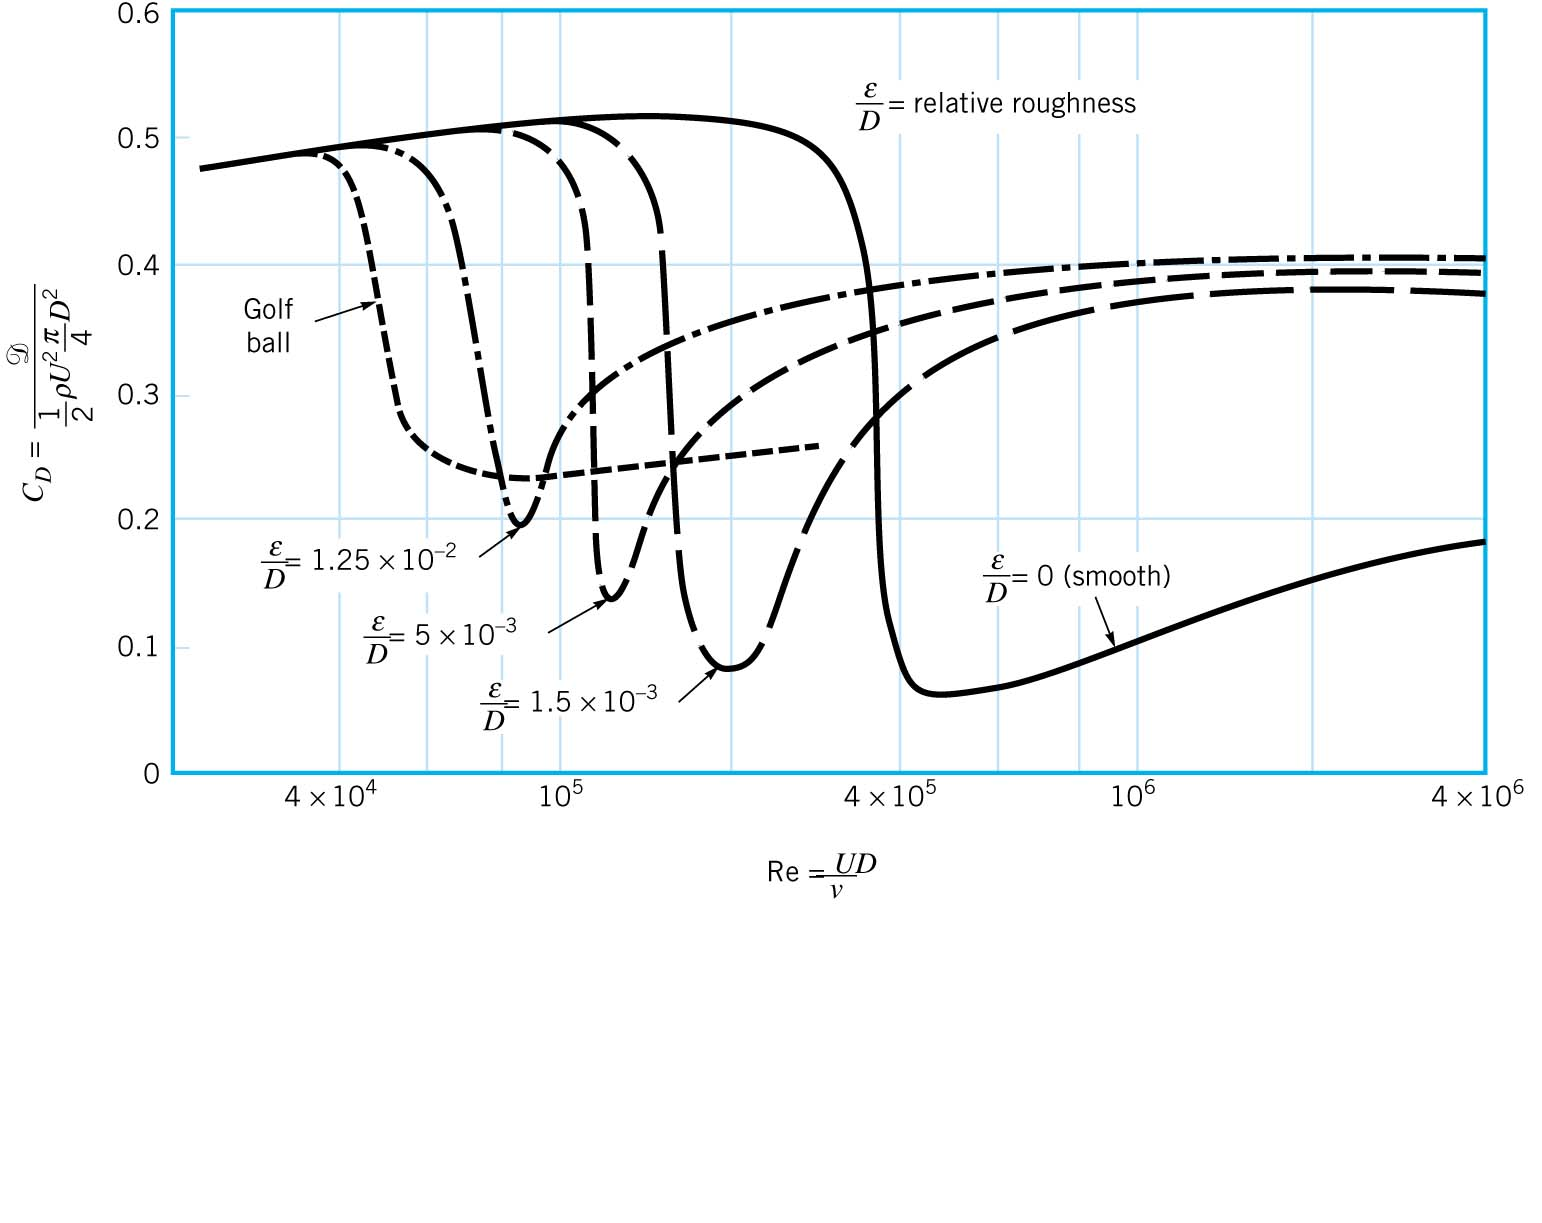 0.6
ε/D = relative roughness
0.5
0.4
Golf
ball
0.3
C_D = 𝒟 / (1/2 ρU² π/4 D²)
0.2
ε/D = 1.25 × 10⁻²
ε/D = 0 (smooth)
ε/D = 5 × 10⁻³
0.1
ε/D = 1.5 × 10⁻³
0
4 × 10⁴ 10⁵ 4 × 10⁵ 10⁶ 4 × 10⁶
Re = UD/ν